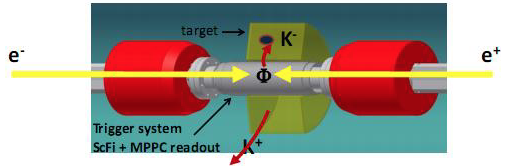 target
K-
e-
e+
Φ
Trigger system
ScFi + MPPC readout
K+